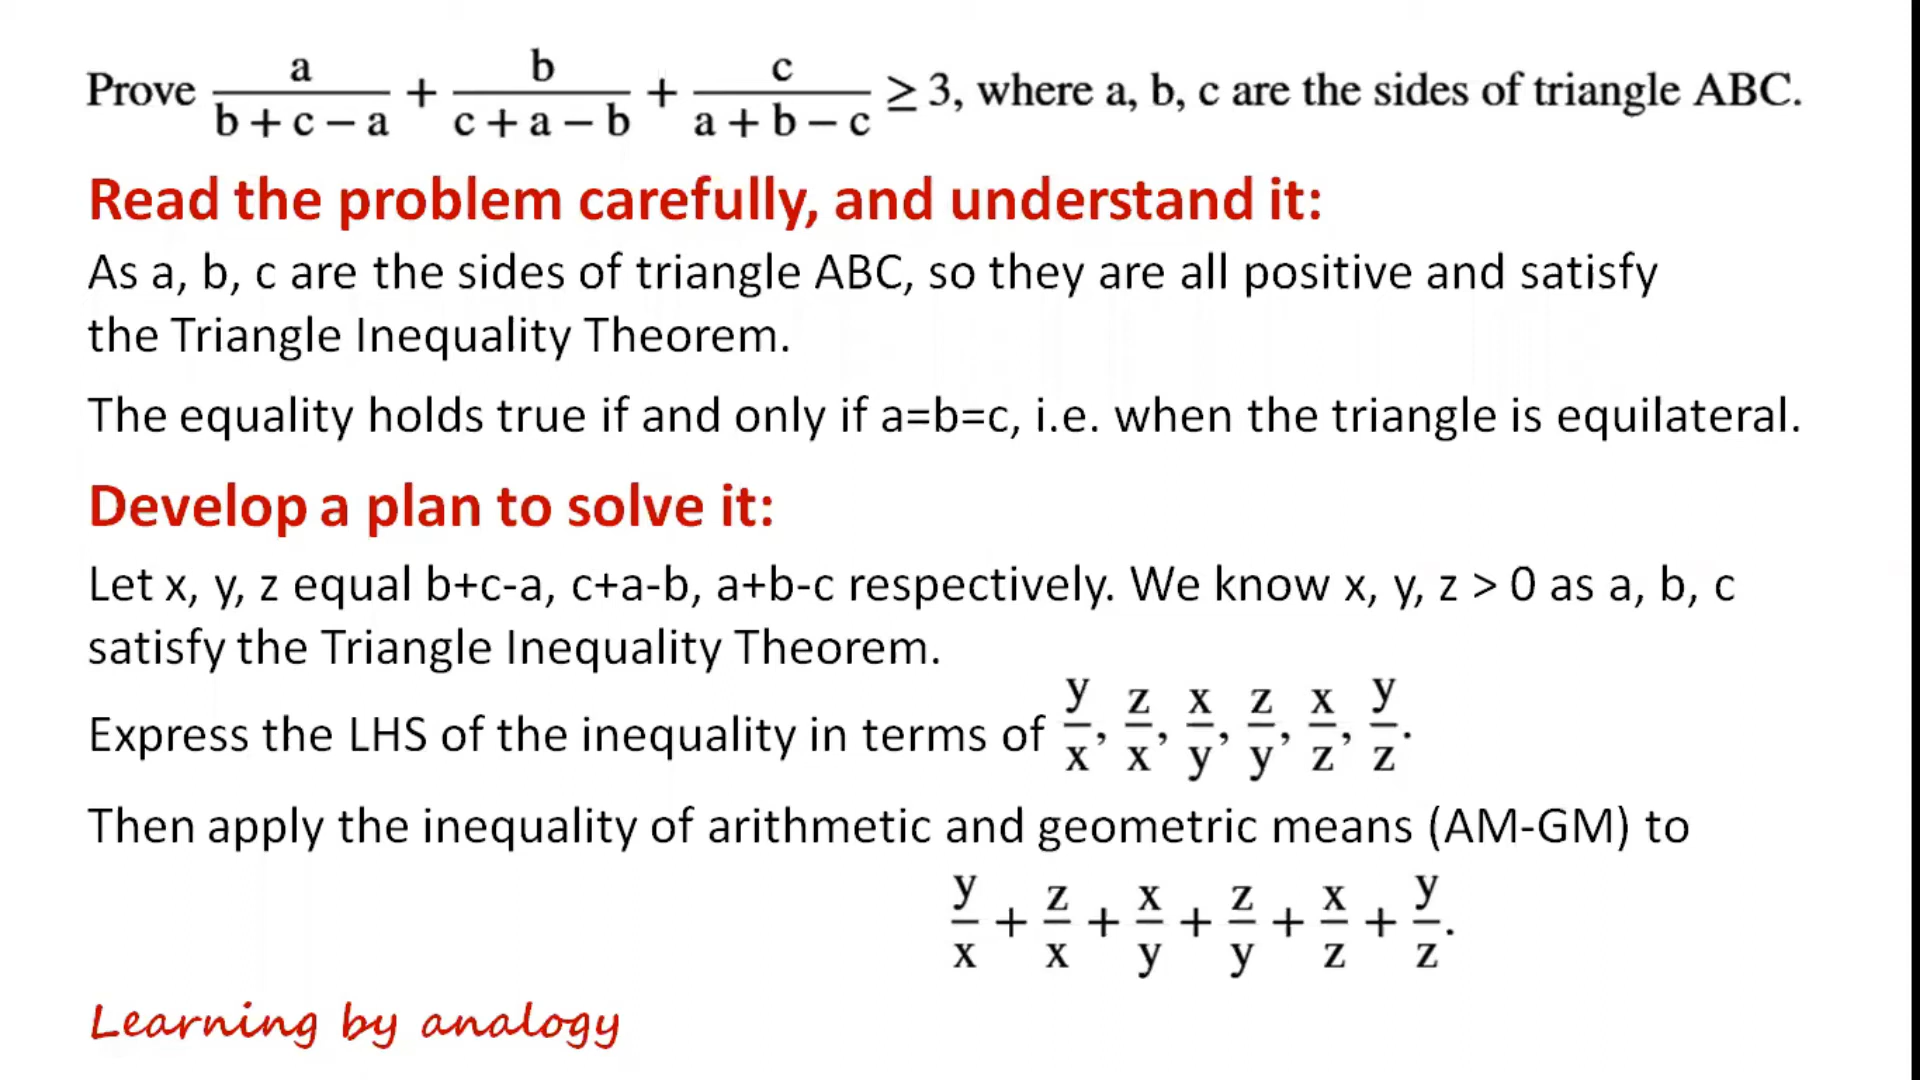 Prove a/(b+c−a) + b/(c+a−b) + c/(a+b−c) ≥ 3, where a, b, c are the sides of triangle ABC.
Read the problem carefully, and understand it:
As a, b, c are the sides of triangle ABC, so they are all positive and satisfy
the Triangle Inequality Theorem.
The equality holds true if and only if a=b=c, i.e. when the triangle is equilateral.
Develop a plan to solve it:
Let x, y, z equal b+c-a, c+a-b, a+b-c respectively. We know x, y, z > 0 as a, b, c
satisfy the Triangle Inequality Theorem.
Express the LHS of the inequality in terms of y/x, z/x, x/y, z/y, x/z, y/z.
Then apply the inequality of arithmetic and geometric means (AM-GM) to
y/x + z/x + x/y + z/y + x/z + y/z.
Learning by analogy